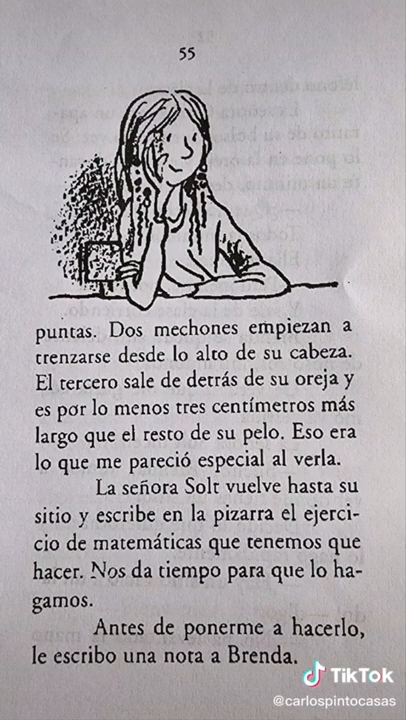 55
puntas. Dos mechones empiezan a
trenzarse desde lo alto de su cabeza.
El tercero sale de detrás de su oreja y
es por lo menos tres centímetros más
largo que el resto de su pelo. Eso era
lo que me pareció especial al verla.
La señora Solt vuelve hasta su
sitio y escribe en la pizarra el ejerci-
cio de matemáticas que tenemos que
hacer. Nos da tiempo para que lo ha-
gamos.
Antes de ponerme a hacerlo,
le escribo una nota a Brenda.
TikTok
@carlospintocasas